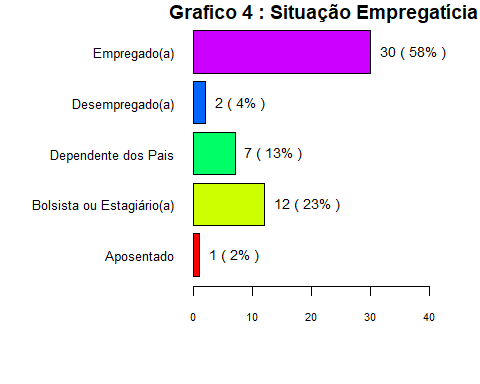 Grafico 4 : Situação Empregatícia
Empregado(a) 30 ( 58% )
Desempregado(a) 2 ( 4% )
Dependente dos Pais 7 ( 13% )
Bolsista ou Estagiário(a) 12 ( 23% )
Aposentado 1 ( 2% )
0 10 20 30 40